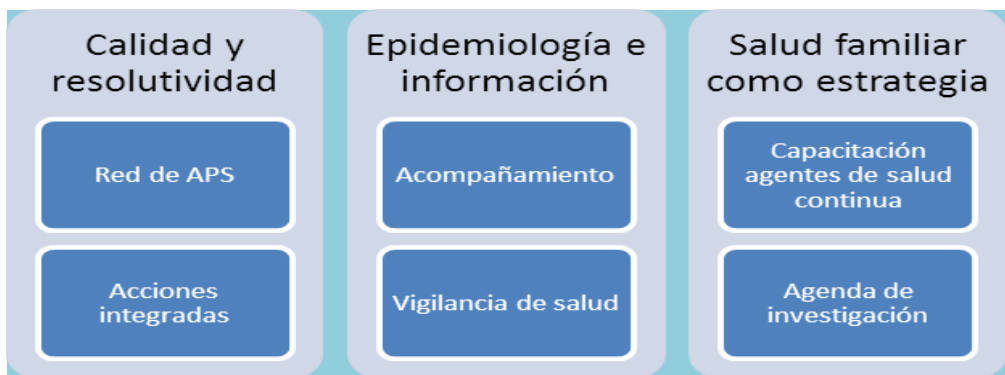 Calidad y
resolutividad
Red de APS
Acciones
integradas
Epidemiología e
información
Acompañamiento
Vigilancia de salud
Salud familiar
como estrategia
Capacitación
agentes de salud
continua
Agenda de
investigación